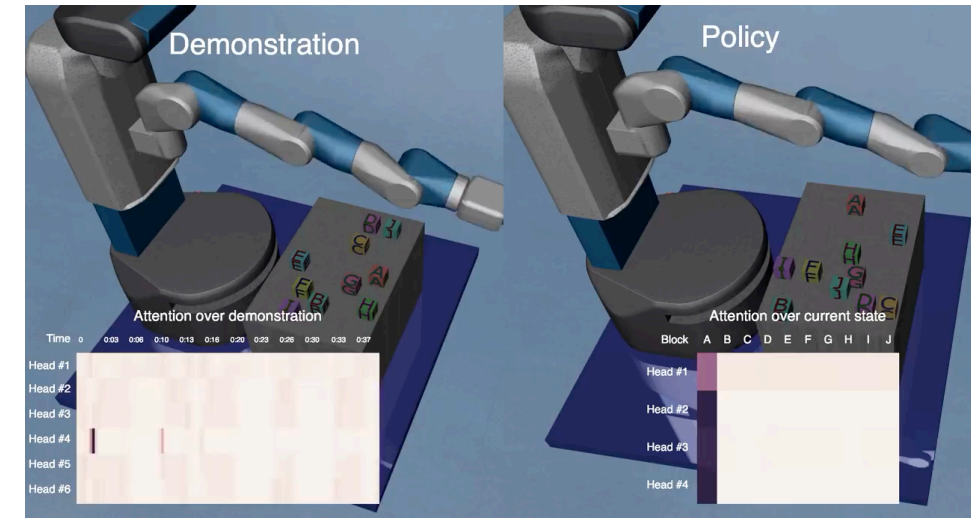 Demonstration
D J
C
E
A
G
F
B
I
H
Attention over demonstration
Time 0 0:03 0:06 0:10 0:13 0:16 0:20 0:23 0:26 0:30 0:33 0:37
Head #1
Head #2
Head #3
Head #4
Head #5
Head #6
Policy
A
E
H
I F G
J
B D C
Attention over current state
Block A B C D E F G H I J
Head #1
Head #2
Head #3
Head #4